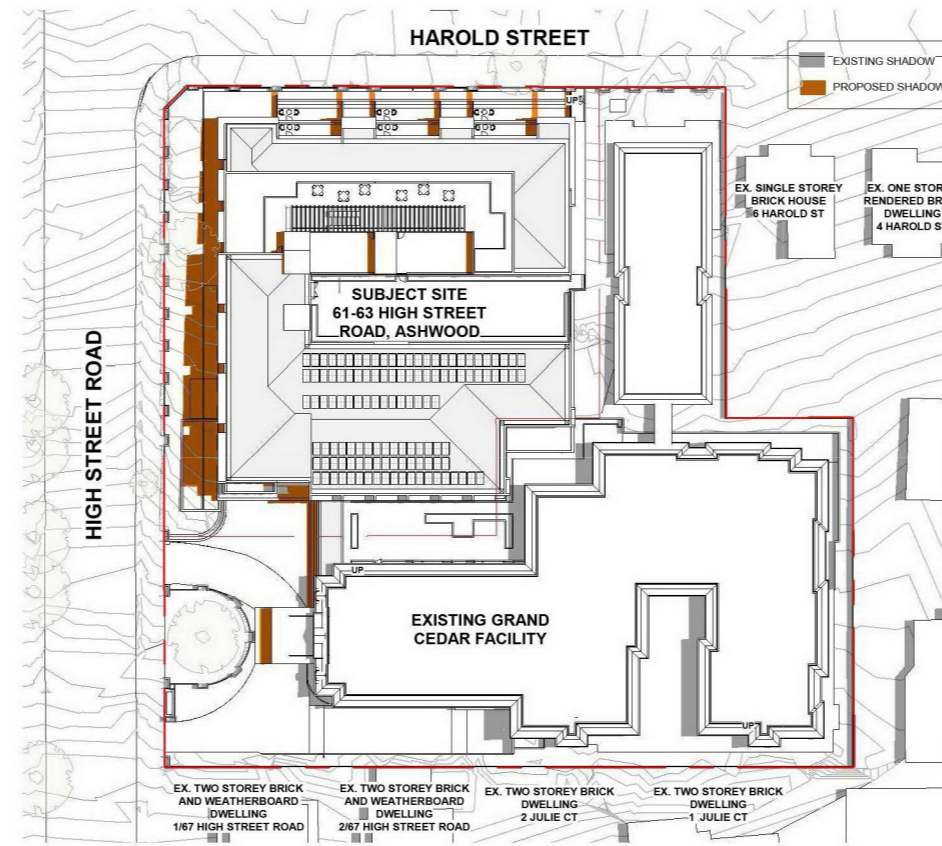 HAROLD STREET
EXISTING SHADOW
PROPOSED SHADOW
UP
EX. SINGLE STOREY
BRICK HOUSE
6 HAROLD ST
EX. ONE STOR
RENDERED BR
DWELLING
4 HAROLD S
SUBJECT SITE
61-63 HIGH STREET
ROAD, ASHWOOD
HIGH STREET ROAD
UP
EXISTING GRAND
CEDAR FACILITY
UP
EX. TWO STOREY BRICK
AND WEATHERBOARD
DWELLING
1/67 HIGH STREET ROAD
EX. TWO STOREY BRICK
AND WEATHERBOARD
DWELLING
2/67 HIGH STREET ROAD
EX. TWO STOREY BRICK
DWELLING
2 JULIE CT
EX. TWO STOREY BRICK
DWELLING
1 JULIE CT